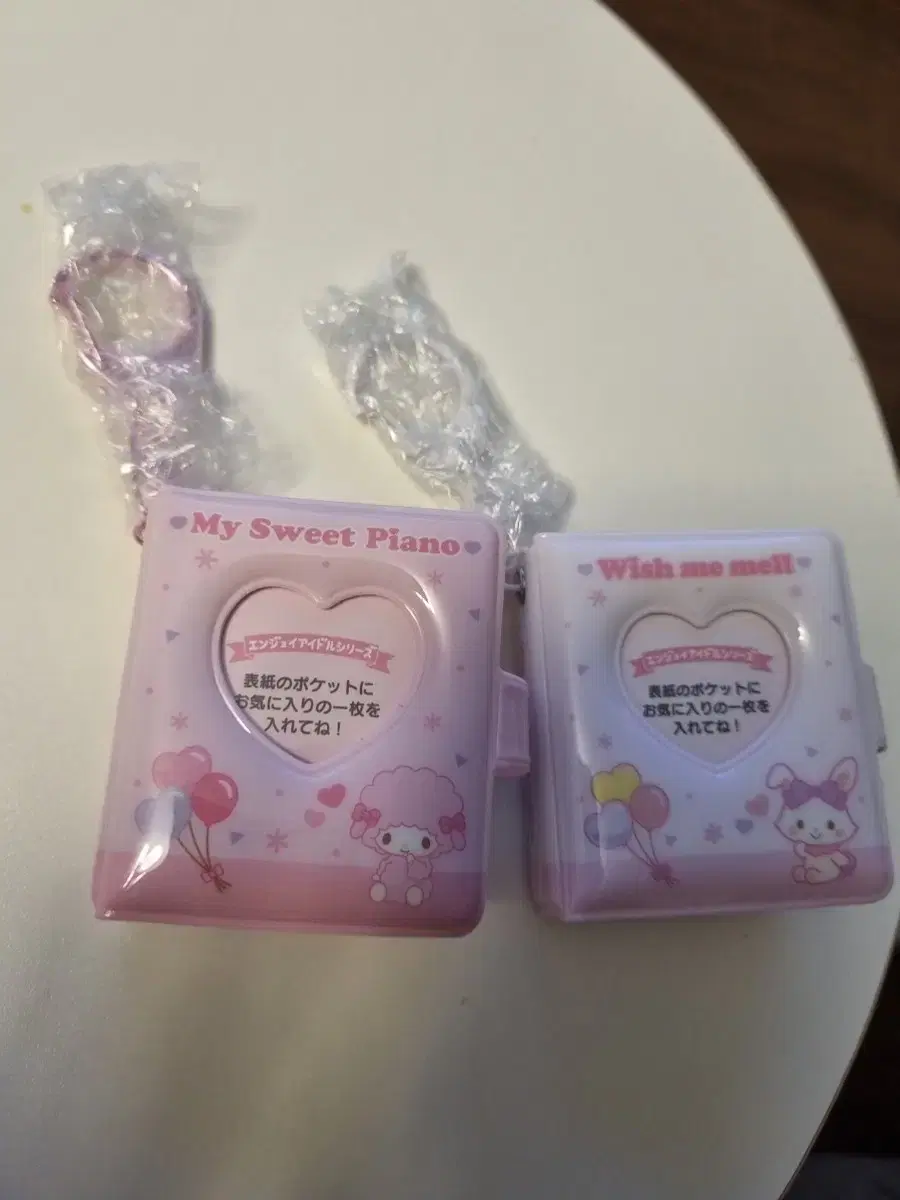 My Sweet Piano
エンジョイアイドルシリーズ
表紙のポケットに
お気に入りの一枚を
入れてね！
Wish me mell
エンジョイアイドルシリーズ
表紙のポケットに
お気に入りの一枚を
入れてね！